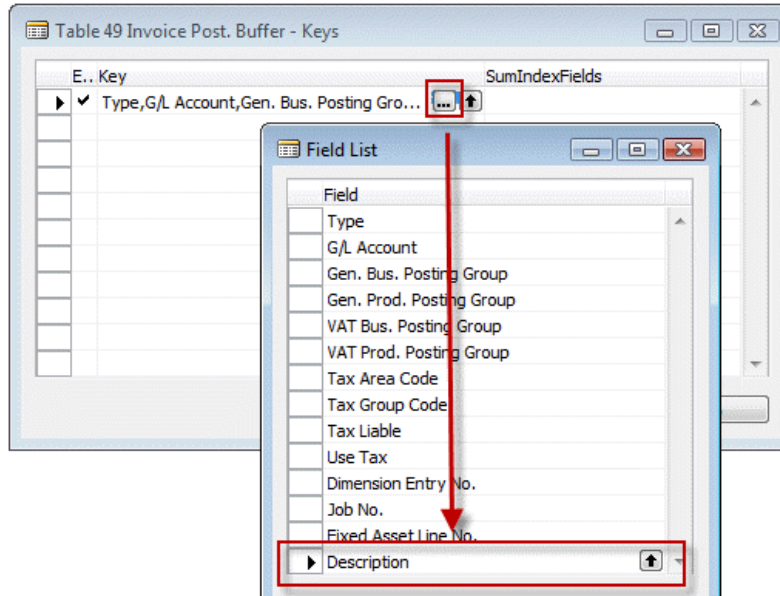 Table 49 Invoice Post. Buffer - Keys
E.. Key SumIndexFields
Type,G/L Account,Gen. Bus. Posting Gro... ...
Field List
Field
Type
G/L Account
Gen. Bus. Posting Group
Gen. Prod. Posting Group
VAT Bus. Posting Group
VAT Prod. Posting Group
Tax Area Code
Tax Group Code
Tax Liable
Use Tax
Dimension Entry No.
Job No.
Fixed Asset Line No.
Description